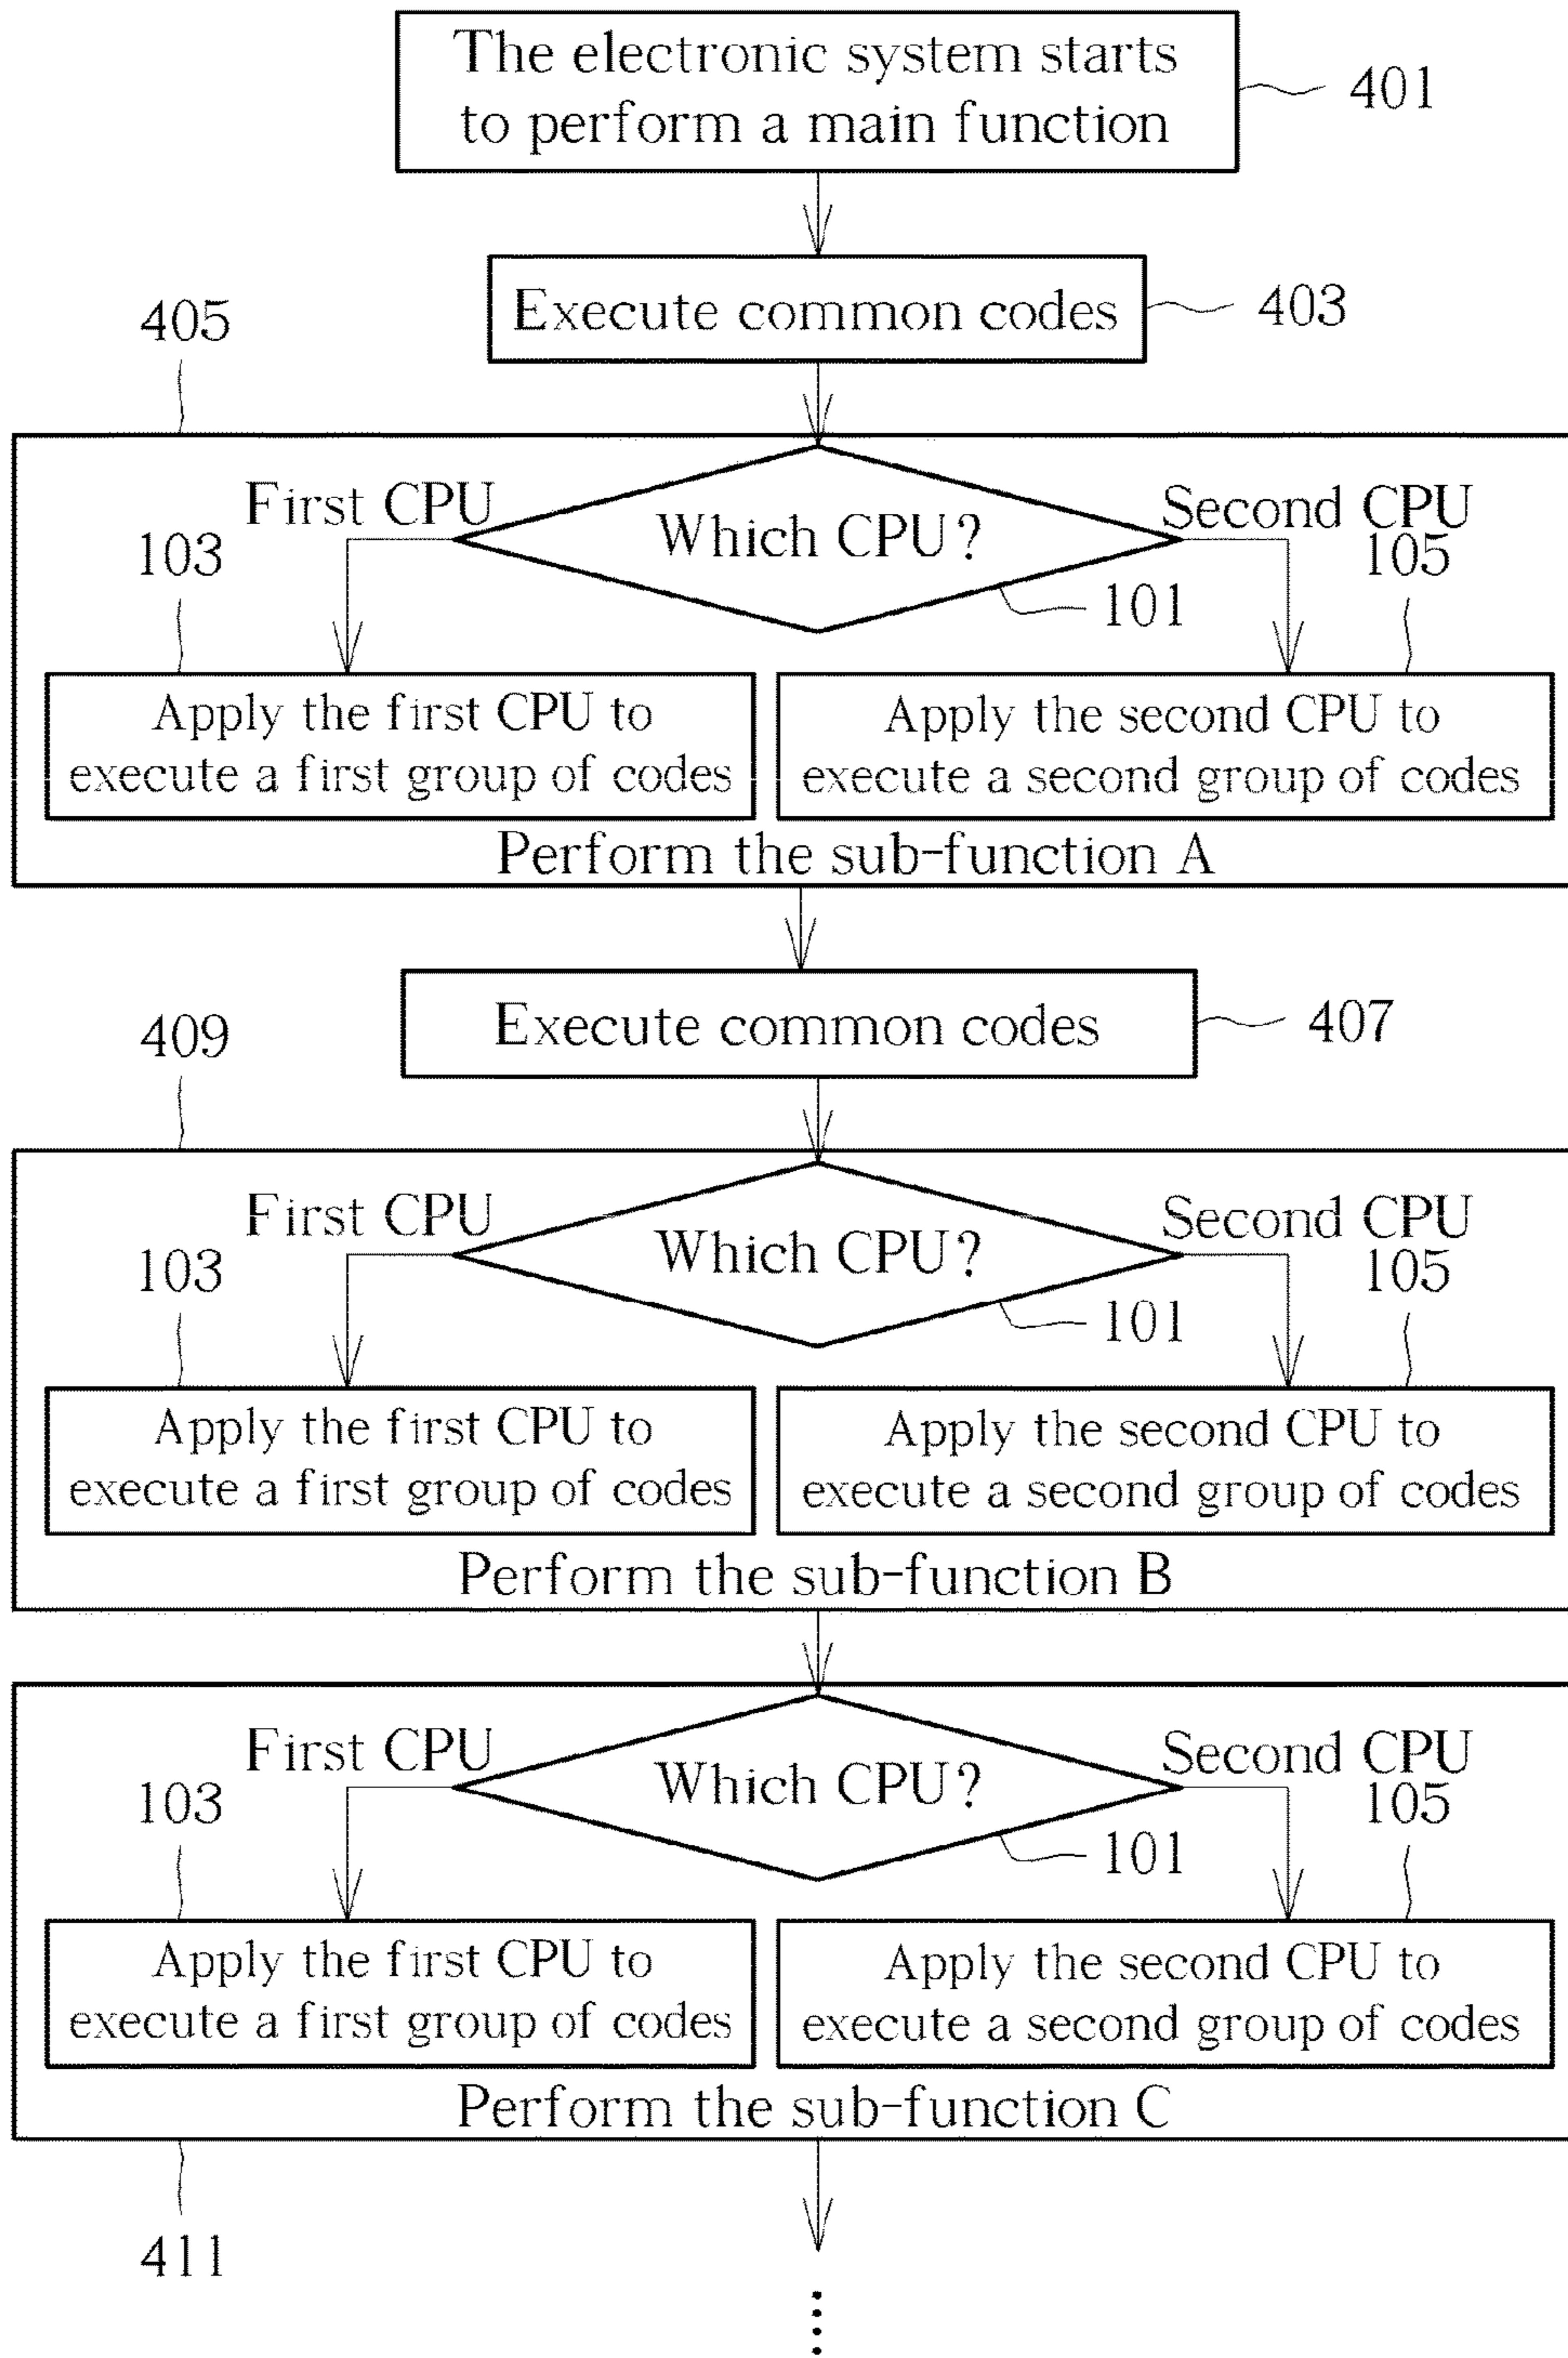 The electronic system starts
to perform a main function
401
Execute common codes
403
405
First CPU
Which CPU?
Second CPU
103
105
101
Apply the first CPU to
execute a first group of codes
Apply the second CPU to
execute a second group of codes
Perform the sub-function A
Execute common codes
407
409
First CPU
Which CPU?
Second CPU
103
105
101
Apply the first CPU to
execute a first group of codes
Apply the second CPU to
execute a second group of codes
Perform the sub-function B
First CPU
Which CPU?
Second CPU
103
105
101
Apply the first CPU to
execute a first group of codes
Apply the second CPU to
execute a second group of codes
Perform the sub-function C
411